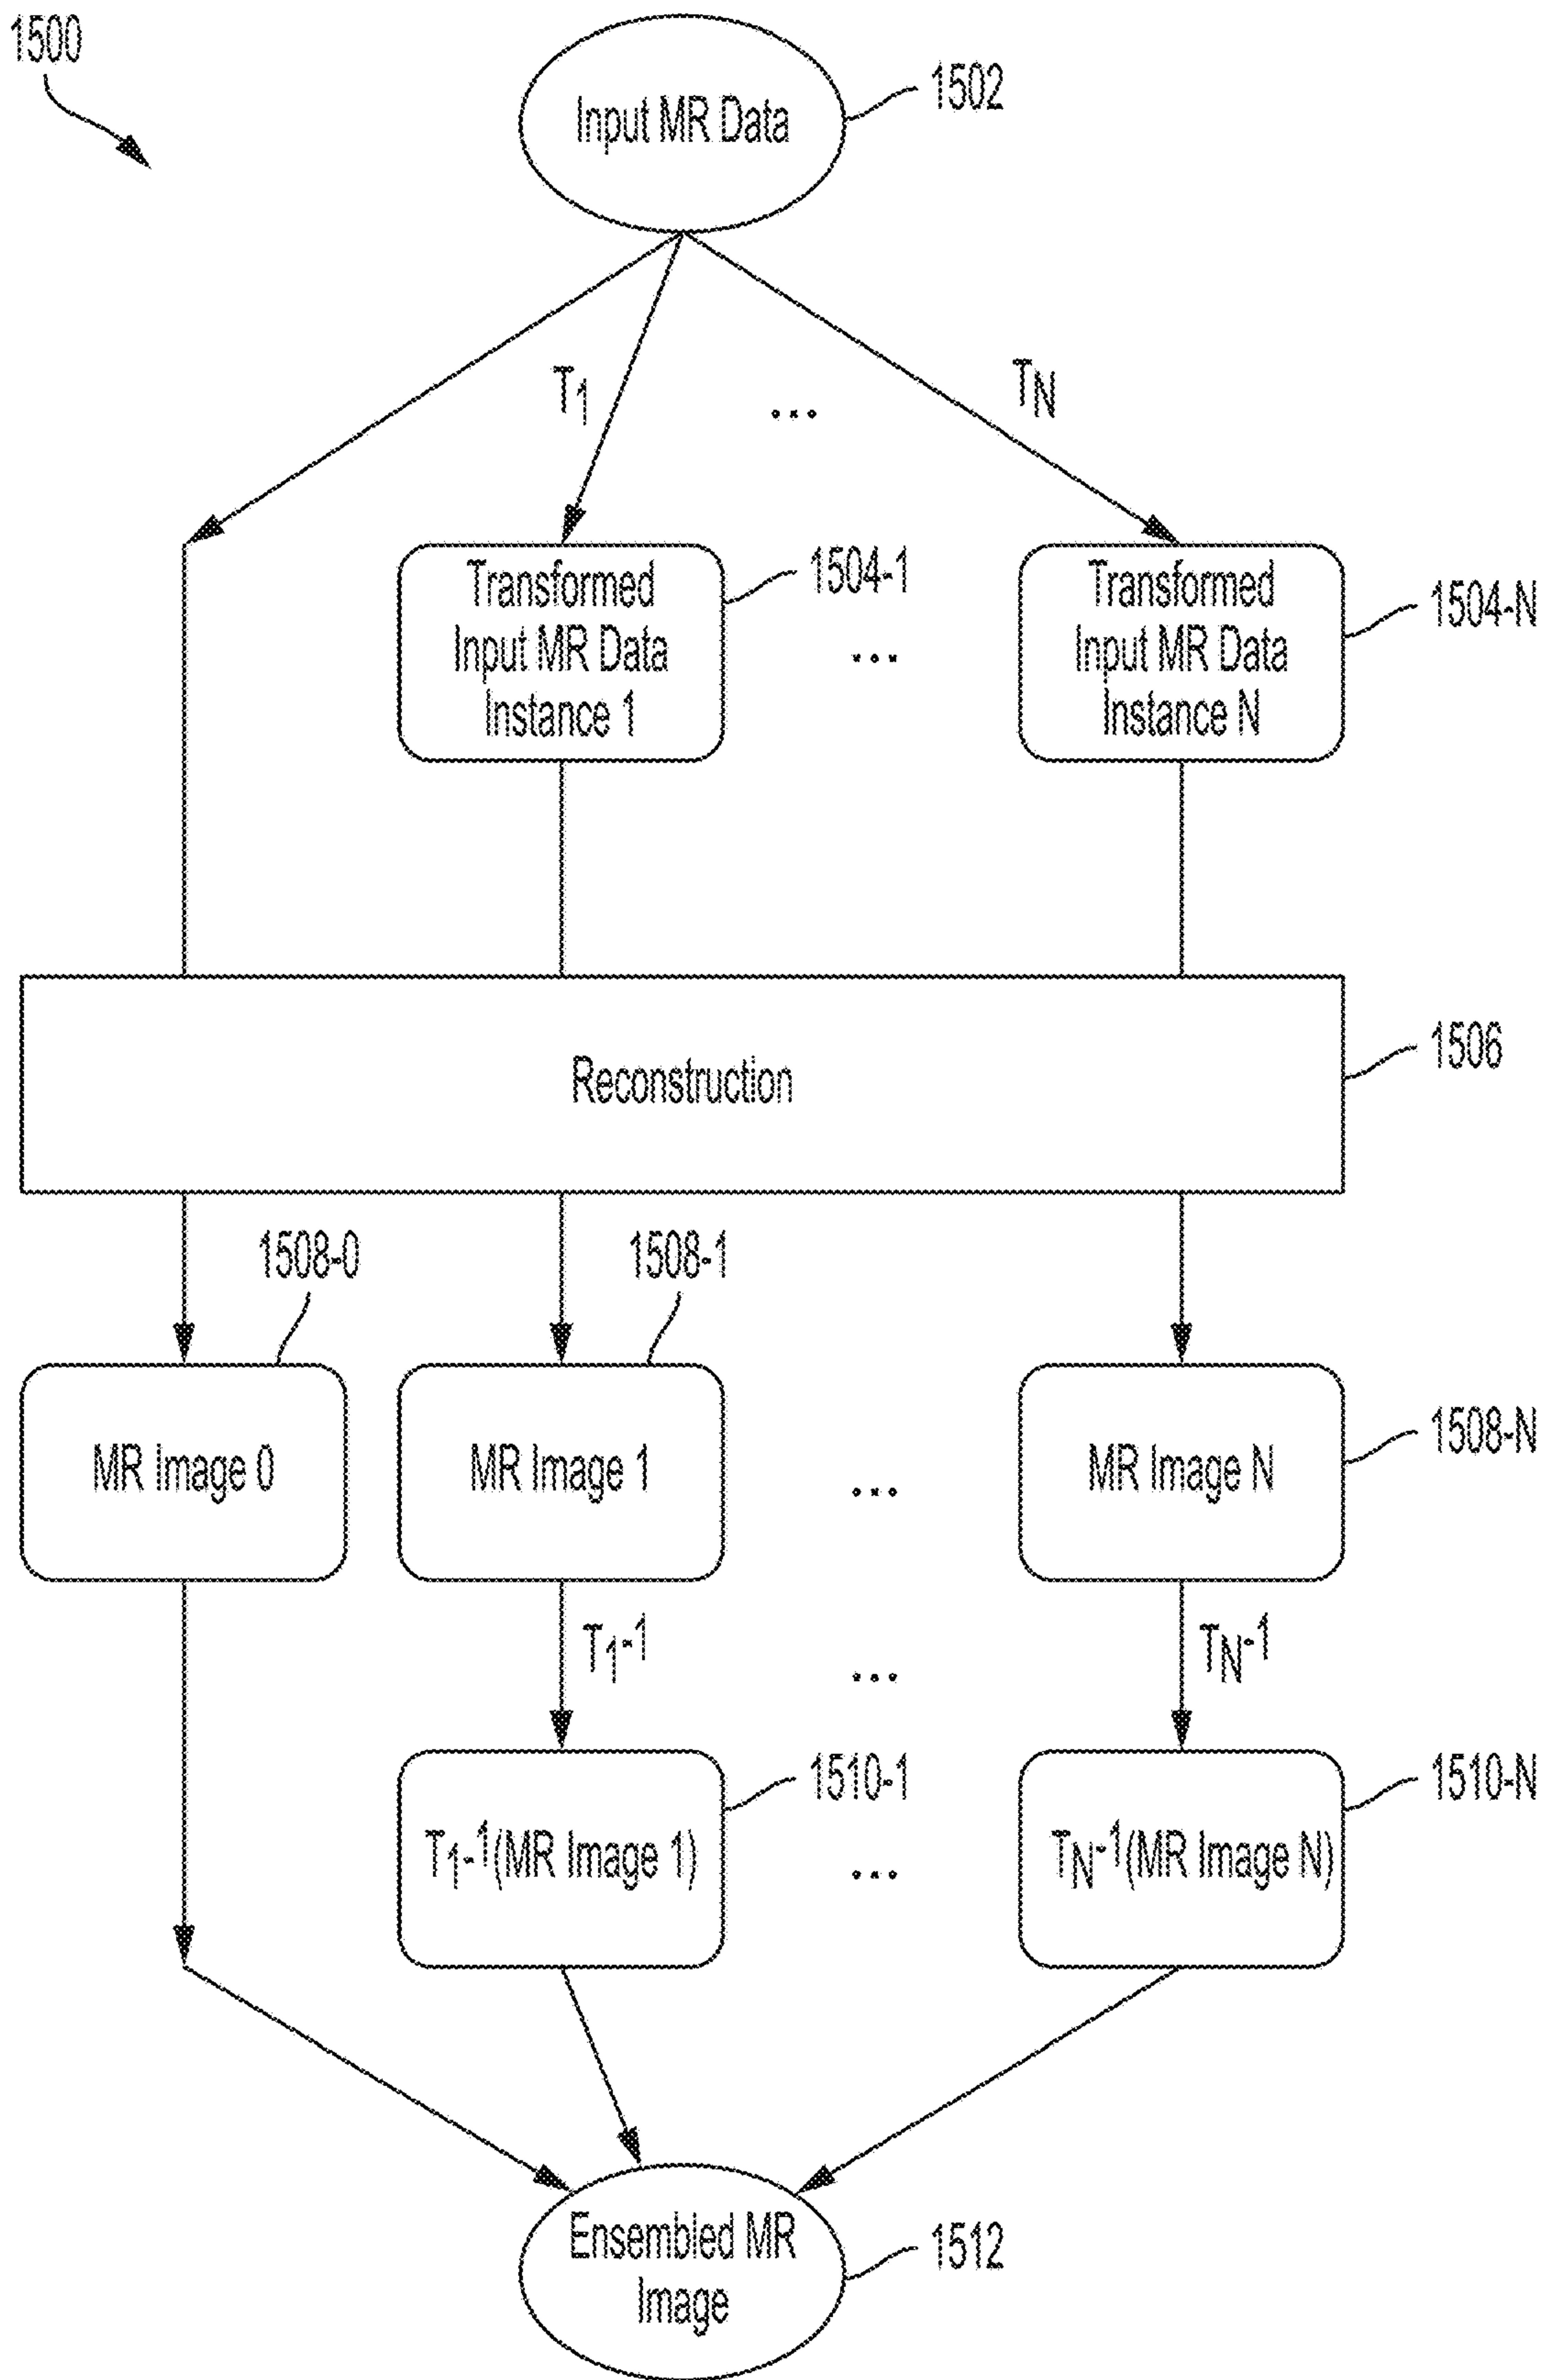 1500
Input MR Data
1502
T1
...
TN
Transformed
Input MR Data
Instance 1
1504-1
...
Transformed
Input MR Data
Instance N
1504-N
Reconstruction
1506
1508-0
1508-1
MR Image 0
MR Image 1
...
MR Image N
1508-N
T1-1
...
TN-1
1510-1
1510-N
T1-1(MR Image 1)
...
TN-1(MR Image N)
Ensembled MR
Image
1512